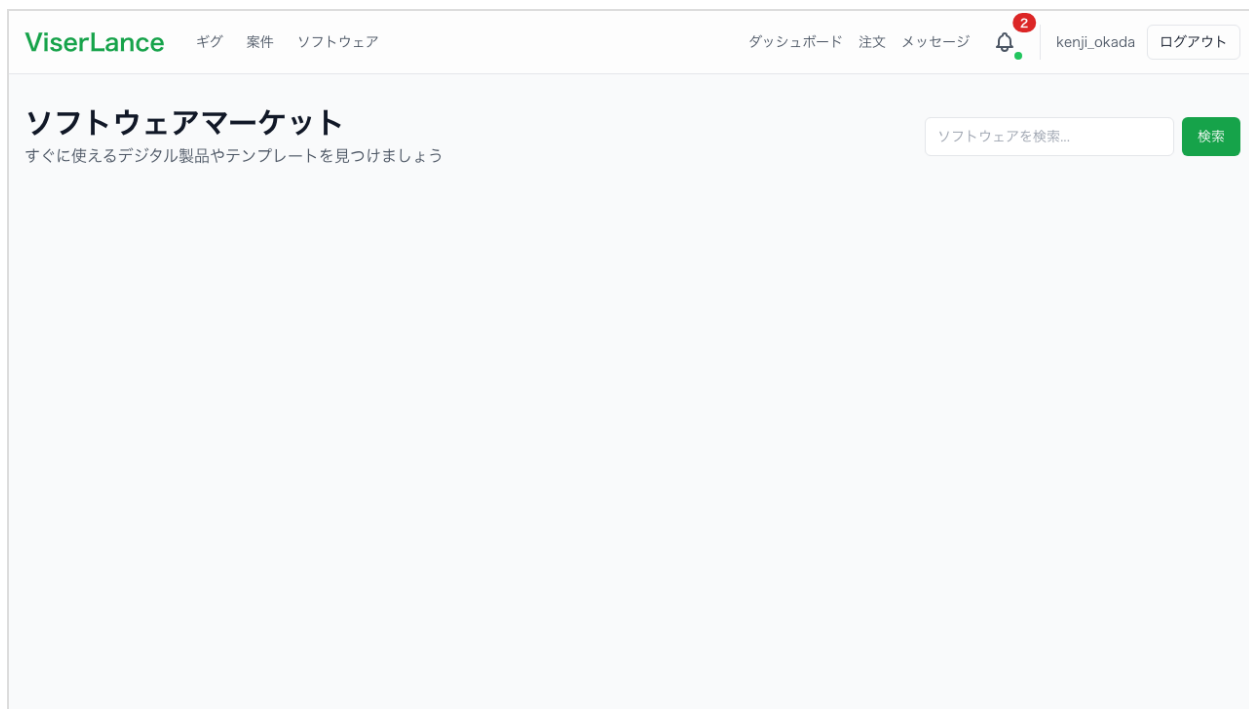 ViserLance ギグ 案件 ソフトウェア ダッシュボード 注文 メッセージ 2 kenji_okada ログアウト
ソフトウェアマーケット
すぐに使えるデジタル製品やテンプレートを見つけましょう
ソフトウェアを検索... 検索